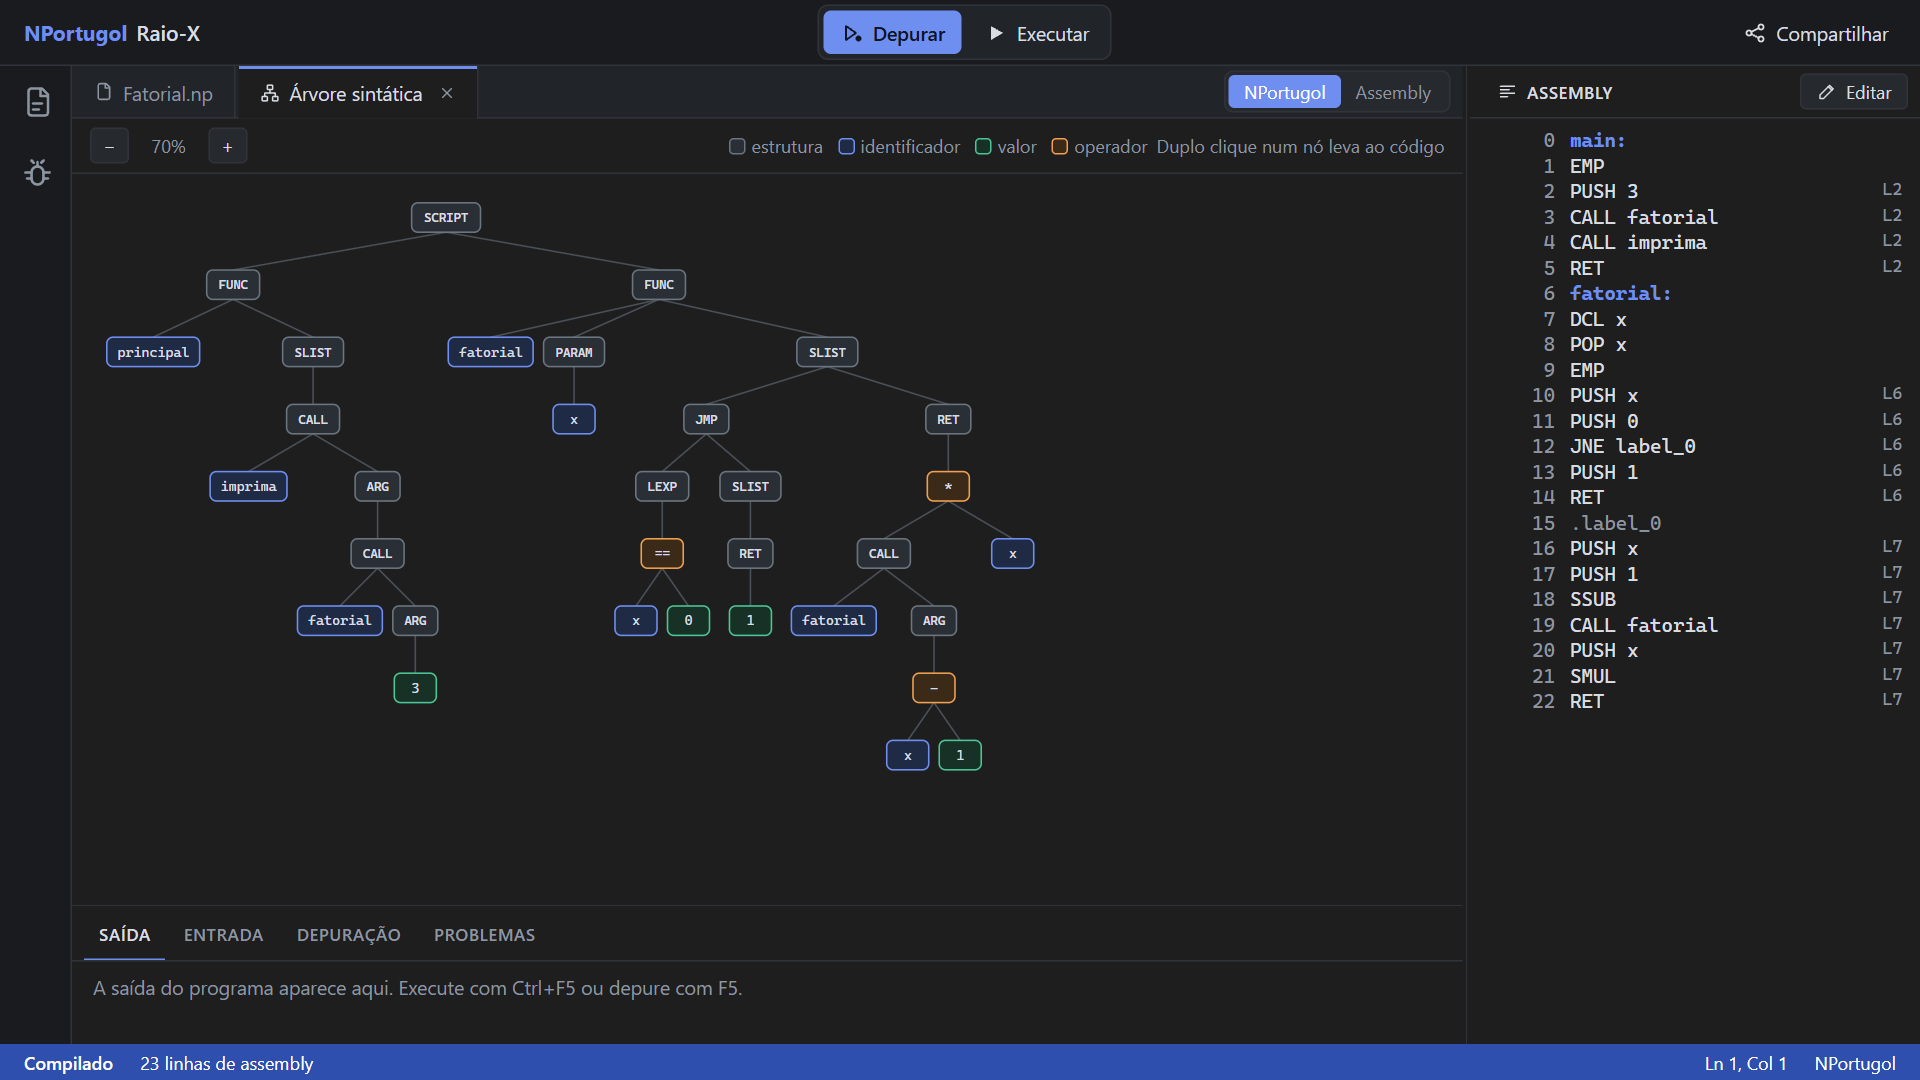 NPortugol Raio-X
Depurar
Executar
Compartilhar
Fatorial.np
Árvore sintática ×
NPortugol
Assembly
ASSEMBLY
Editar
− 70% +
estrutura identificador valor operador Duplo clique num nó leva ao código
SCRIPT
FUNC FUNC
principal SLIST fatorial PARAM SLIST
CALL x JMP RET
imprima ARG LEXP SLIST *
CALL == RET CALL x
fatorial ARG x 0 1 fatorial ARG
3 −
x 1
0 main:
1 EMP
2 PUSH 3 L2
3 CALL fatorial L2
4 CALL imprima L2
5 RET L2
6 fatorial:
7 DCL x
8 POP x
9 EMP
10 PUSH x L6
11 PUSH 0 L6
12 JNE label_0 L6
13 PUSH 1 L6
14 RET L6
15 .label_0
16 PUSH x L7
17 PUSH 1 L7
18 SSUB L7
19 CALL fatorial L7
20 PUSH x L7
21 SMUL L7
22 RET L7
SAÍDA ENTRADA DEPURAÇÃO PROBLEMAS
A saída do programa aparece aqui. Execute com Ctrl+F5 ou depure com F5.
Compilado 23 linhas de assembly
Ln 1, Col 1 NPortugol